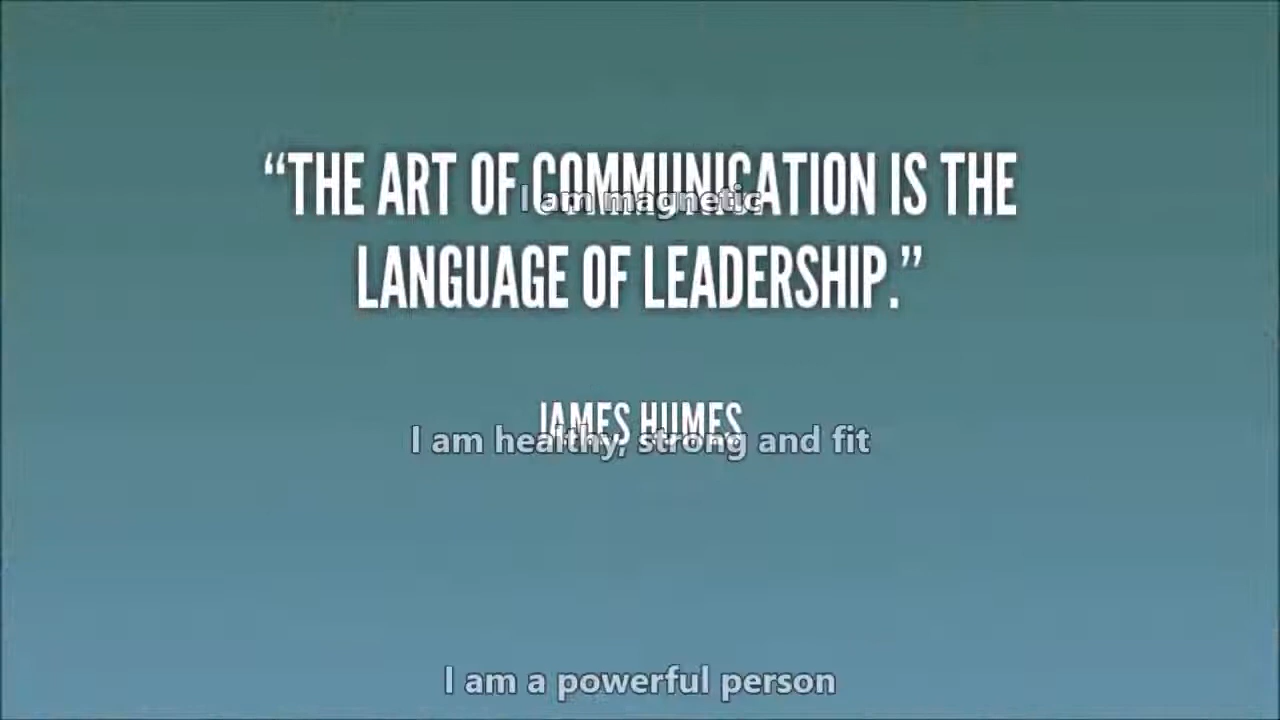 “THE ART OF COMMUNICATION IS THE
I am magnetic
LANGUAGE OF LEADERSHIP.”
JAMES HUMES
I am healthy, strong and fit
I am a powerful person